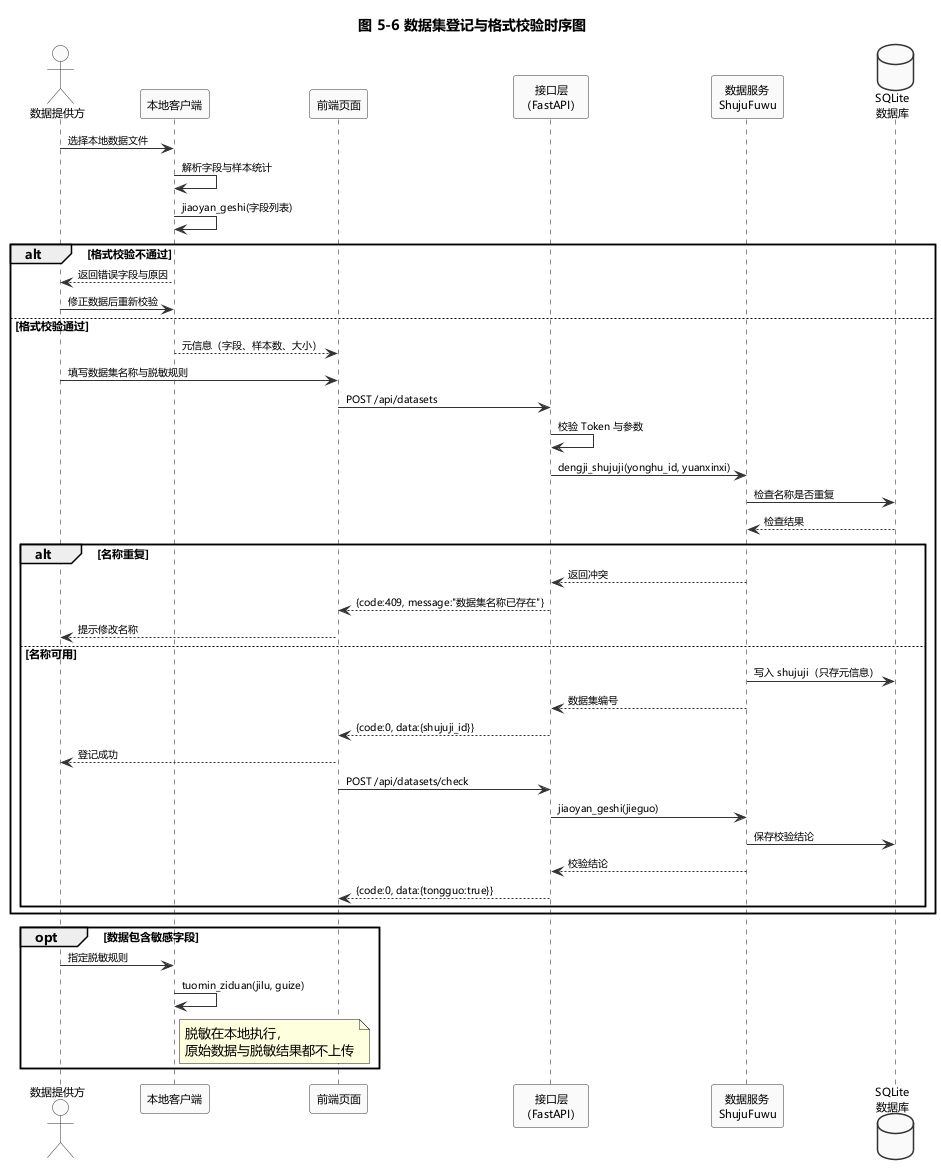 图 5-6 数据集登记与格式校验时序图
数据提供方
本地客户端
前端页面
接口层
(FastAPI)
数据服务
ShujuFuwu
SQLite
数据库
选择本地数据文件
解析字段与样本统计
jiaoyan_geshi(字段列表)
alt
[格式校验不通过]
返回错误字段与原因
修正数据后重新校验
[格式校验通过]
元信息（字段、样本数、大小）
填写数据集名称与脱敏规则
POST /api/datasets
校验 Token 与参数
dengji_shujuji(yonghu_id, yuanxinxi)
检查名称是否重复
检查结果
alt
[名称重复]
返回冲突
{code:409, message:"数据集名称已存在"}
提示修改名称
[名称可用]
写入 shujuji（只存元信息）
数据集编号
{code:0, data:{shujuji_id}}
登记成功
POST /api/datasets/check
jiaoyan_geshi(jieguo)
保存校验结论
校验结论
{code:0, data:{tongguo:true}}
opt
[数据包含敏感字段]
指定脱敏规则
tuomin_ziduan(jilu, guize)
脱敏在本地执行，
原始数据与脱敏结果都不上传
数据提供方
本地客户端
前端页面
接口层
(FastAPI)
数据服务
ShujuFuwu
SQLite
数据库